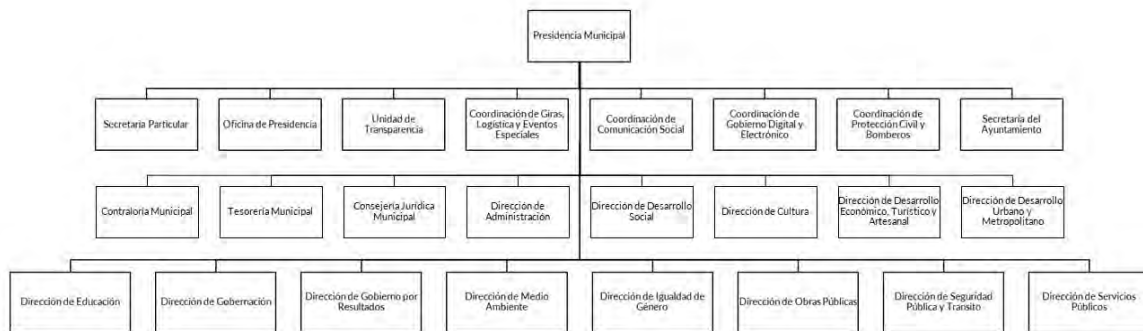 Presidencia Municipal
Secretaría Particular
Oficina de Presidencia
Unidad de
Transparencia
Coordinación de Giras,
Logística y Eventos
Especiales
Coordinación de
Comunicación Social
Coordinación de
Gobierno Digital y
Electrónico
Coordinación de
Protección Civil y
Bomberos
Secretaría del
Ayuntamiento
Contraloría Municipal
Tesorería Municipal
Consejería Jurídica
Municipal
Dirección de
Administración
Dirección de Desarrollo
Social
Dirección de Cultura
Dirección de Desarrollo
Económico, Turístico y
Artesanal
Dirección de Desarrollo
Urbano y
Metropolitano
Dirección de Educación
Dirección de Gobernación
Dirección de Gobierno por
Resultados
Dirección de Medio
Ambiente
Dirección de Igualdad de
Género
Dirección de Obras Públicas
Dirección de Seguridad
Pública y Transito
Dirección de Servicios
Públicos